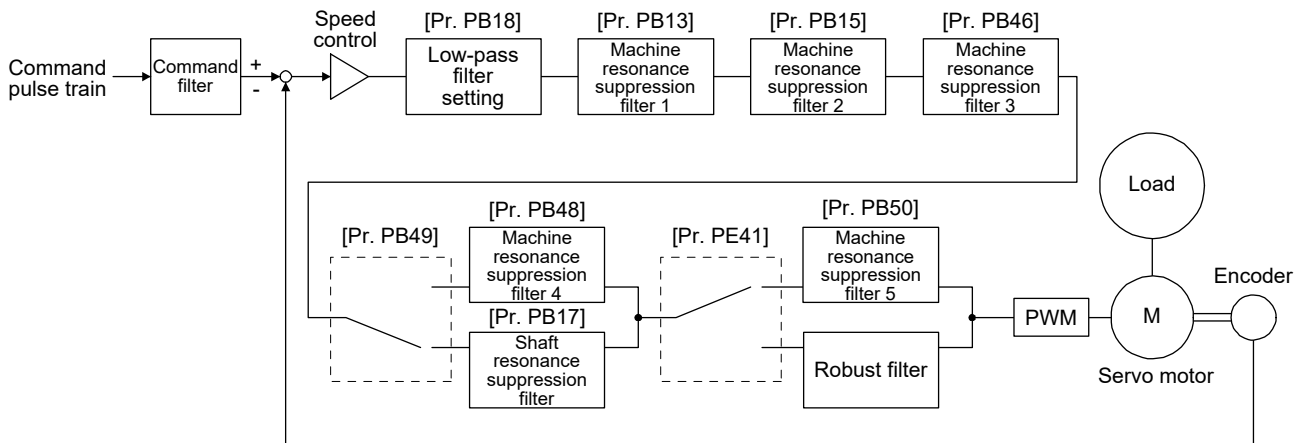 Speed
control
[Pr. PB18]
[Pr. PB13]
[Pr. PB15]
[Pr. PB46]
Command
pulse train
Command
filter
+
-
Low-pass
filter
setting
Machine
resonance
suppression
filter 1
Machine
resonance
suppression
filter 2
Machine
resonance
suppression
filter 3
Load
[Pr. PB49]
[Pr. PB48]
Machine
resonance
suppression
filter 4
[Pr. PB17]
Shaft
resonance
suppression
filter
[Pr. PE41]
[Pr. PB50]
Machine
resonance
suppression
filter 5
Robust filter
PWM
M
Servo motor
Encoder